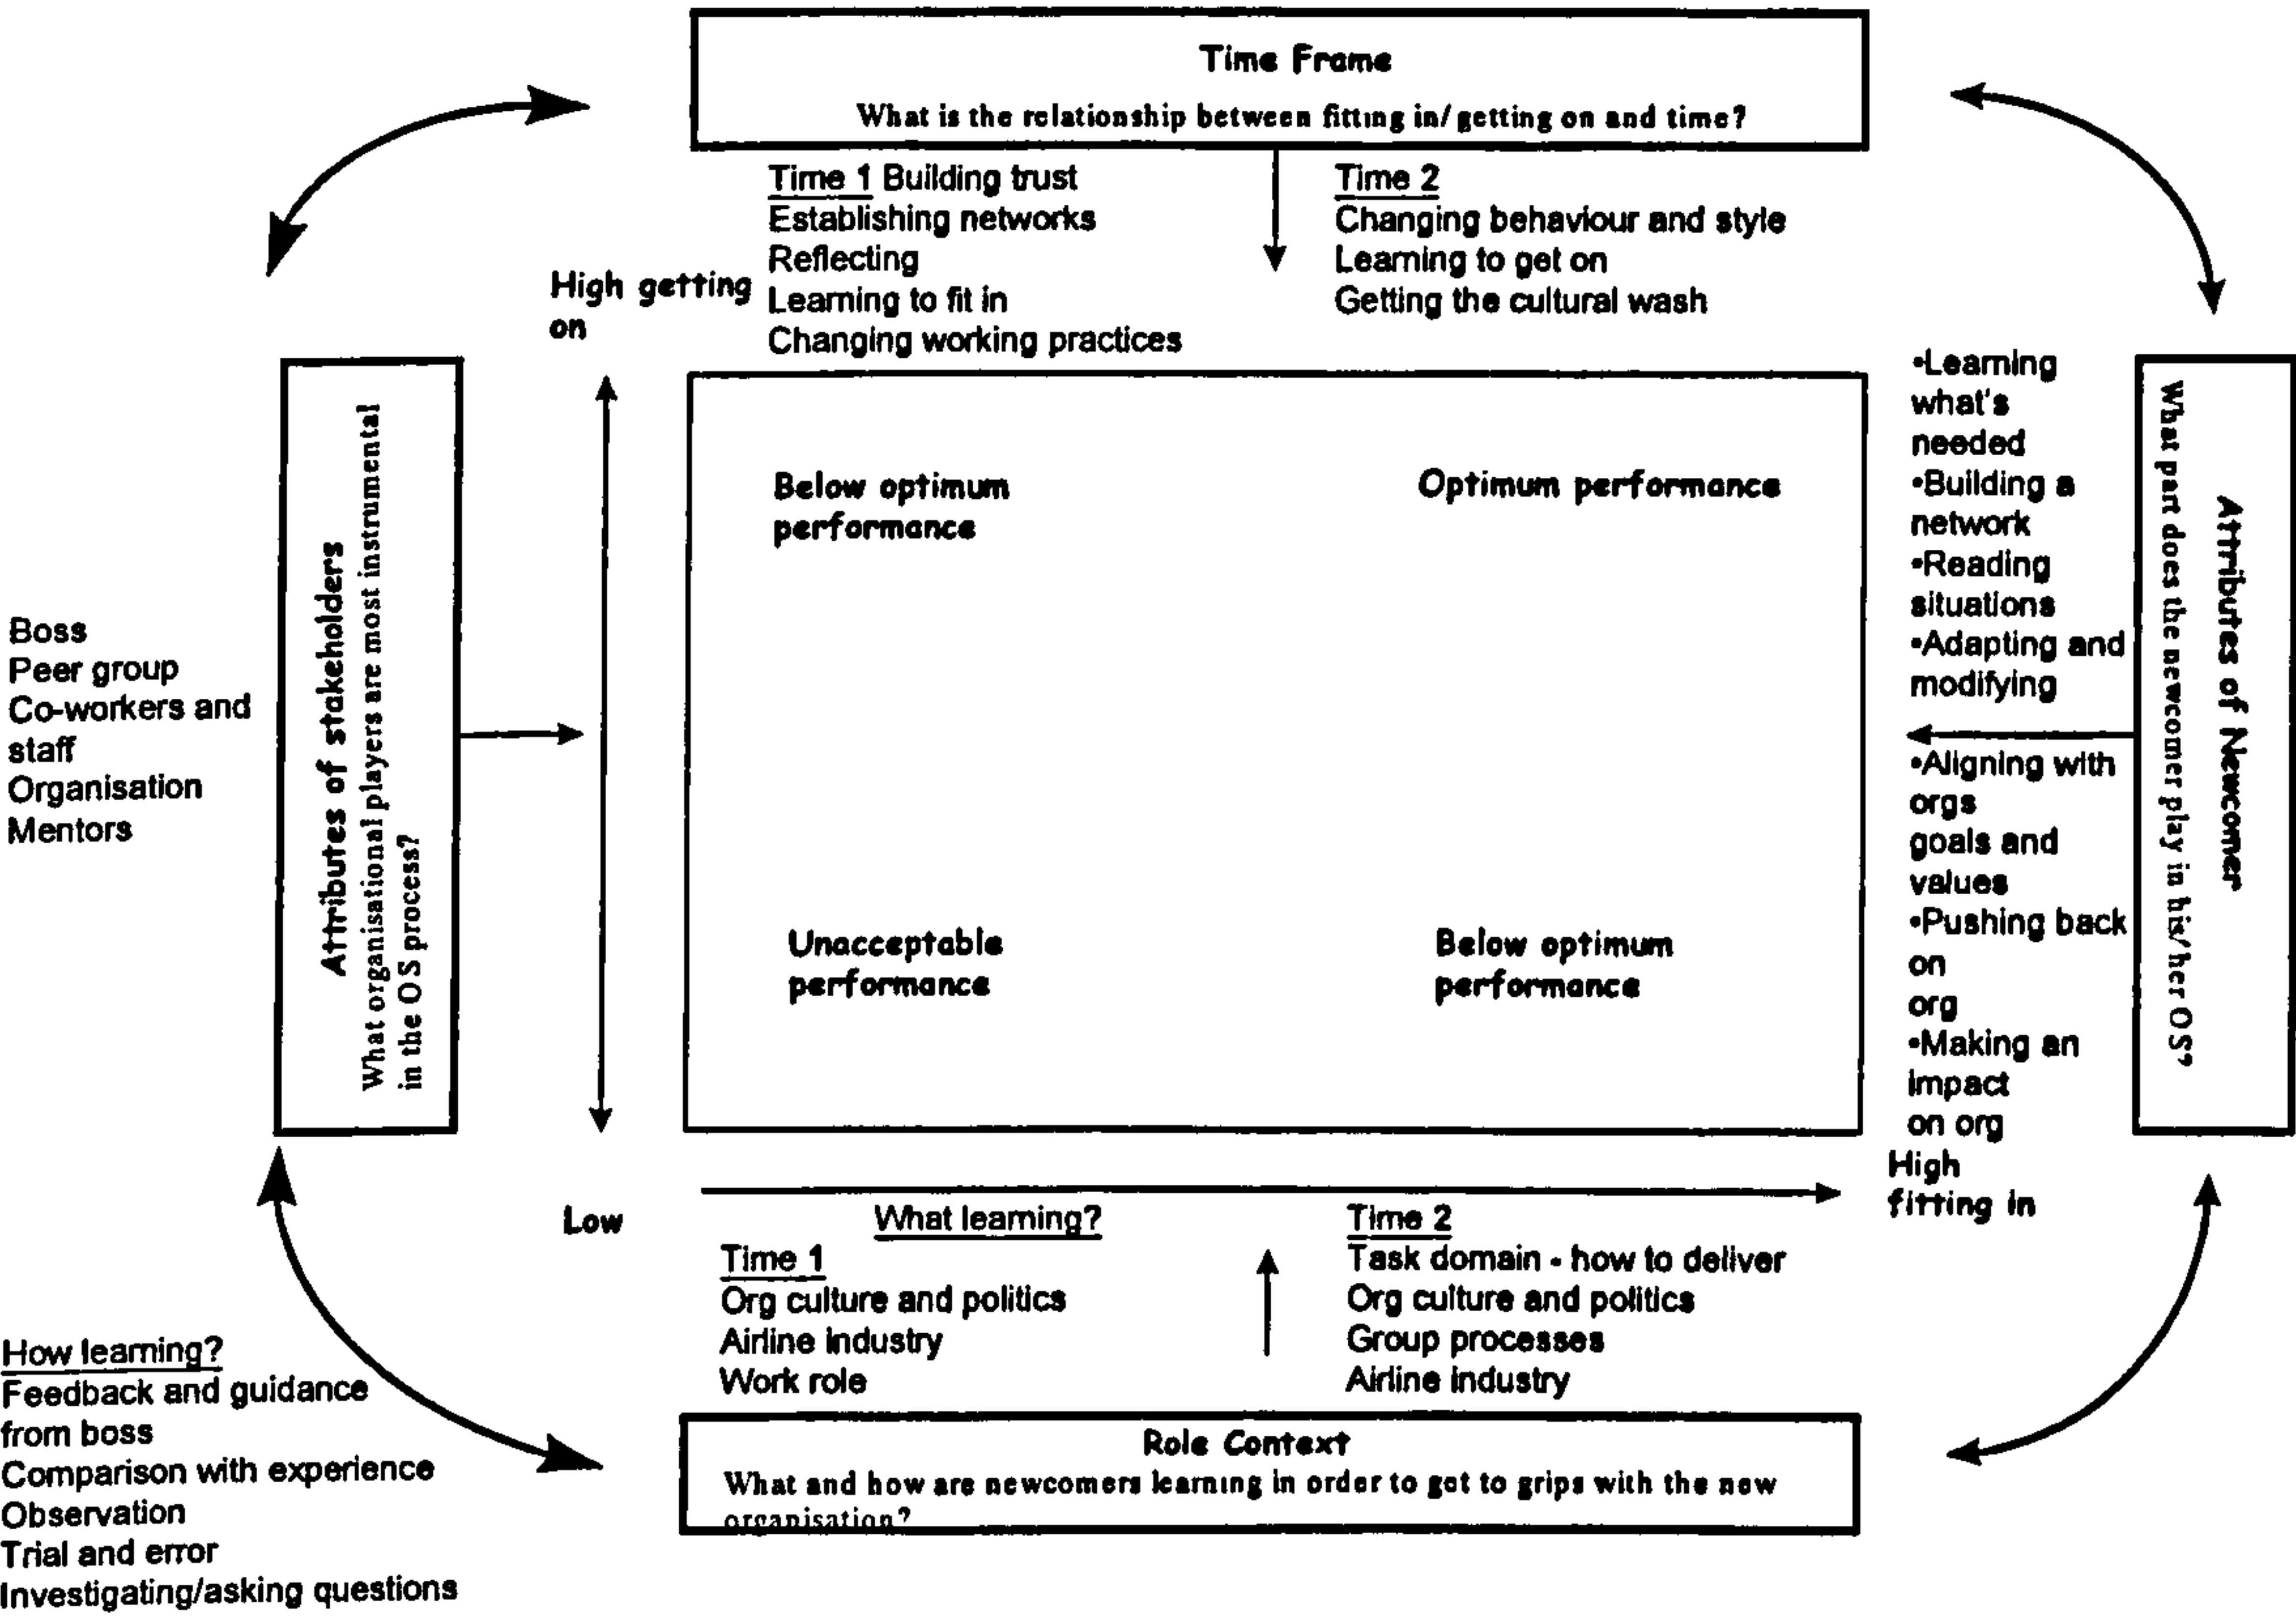 Time Frame
What is the relationship between fitting in/ getting on and time?
Time 1 Building trust
Establishing networks
Reflecting
Learning to fit in
Changing working practices
Time 2
Changing behaviour and style
Learning to get on
Getting the cultural wash
High getting
on
Boss
Peer group
Co-workers and
staff
Organisation
Mentors
Attributes of stakeholders
What organisational players are most instrumental
in the OS process?
Below optimum
performance
Optimum performance
Unacceptable
performance
Below optimum
performance
•Learning
what's
needed
•Building a
network
•Reading
situations
•Adapting and
modifying
•Aligning with
orgs
goals and
values
•Pushing back
on
org
•Making an
impact
on org
Attributes of Newcomer
What part does the newcomer play in his/her OS?
High
fitting in
Low
What learning?
Time 1
Org culture and politics
Airline industry
Work role
Time 2
Task domain - how to deliver
Org culture and politics
Group processes
Airline industry
How learning?
Feedback and guidance
from boss
Comparison with experience
Observation
Trial and error
Investigating/asking questions
Role Context
What and how are newcomers learning in order to get to grips with the new
organisation?